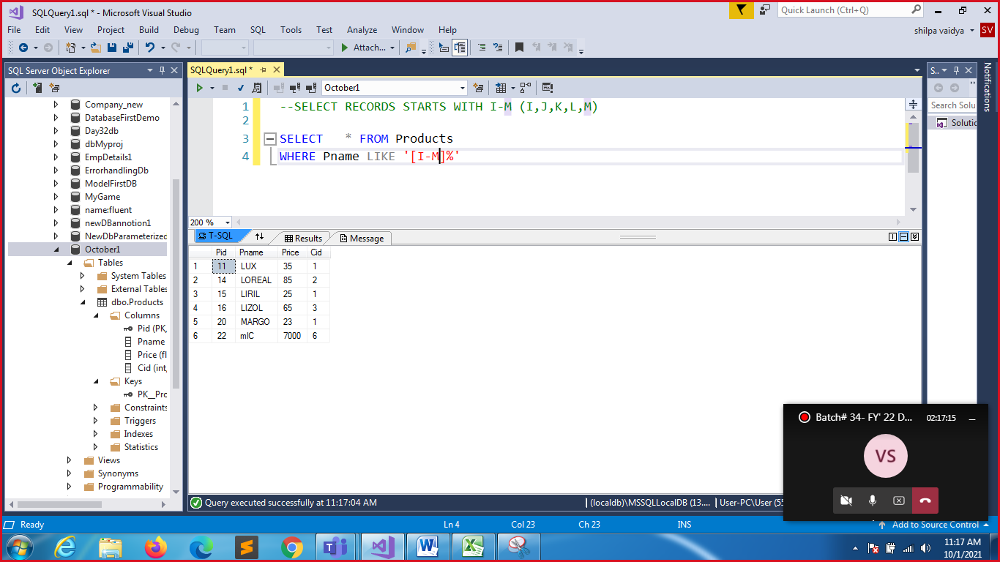 SQLQuery1.sql * - Microsoft Visual Studio
Quick Launch (Ctrl+Q)
File Edit View Project Build Debug Team SQL Tools Test Analyze Window Help
shilpa vaidya SV
Attach...
SQL Server Object Explorer
SQLQuery1.sql *
S..
Notifications
October1
Search Solu
Solutio
Company_new
DatabaseFirstDemo
Day32db
dbMyproj
EmpDetails1
ErrorhandlingDb
ModelFirstDB
MyGame
name:fluent
newDBannotion1
NewDbParameterized
October1
Tables
System Tables
External Tables
dbo.Products
Columns
Pid (PK,
Pname
Price (fl
Cid (int,
Keys
PK__Pro
Constraints
Triggers
Indexes
Statistics
Views
Synonyms
Programmability
1 --SELECT RECORDS STARTS WITH I-M (I,J,K,L,M)
2
3 SELECT * FROM Products
4 WHERE Pname LIKE '[I-M]%'
200 %
T-SQL Results Message
Pid Pname Price Cid
1 11 LUX 35 1
2 14 LOREAL 85 2
3 15 LIRIL 25 1
4 16 LIZOL 65 3
5 20 MARGO 23 1
6 22 mIC 7000 6
Query executed successfully at 11:17:04 AM
(localdb)\MSSQLLocalDB (13.... User-PC\User (55
Batch# 34- FY' 22 D... 02:17:15
VS
Ready Ln 4 Col 23 Ch 23 INS Add to Source Control
11:17 AM
10/1/2021